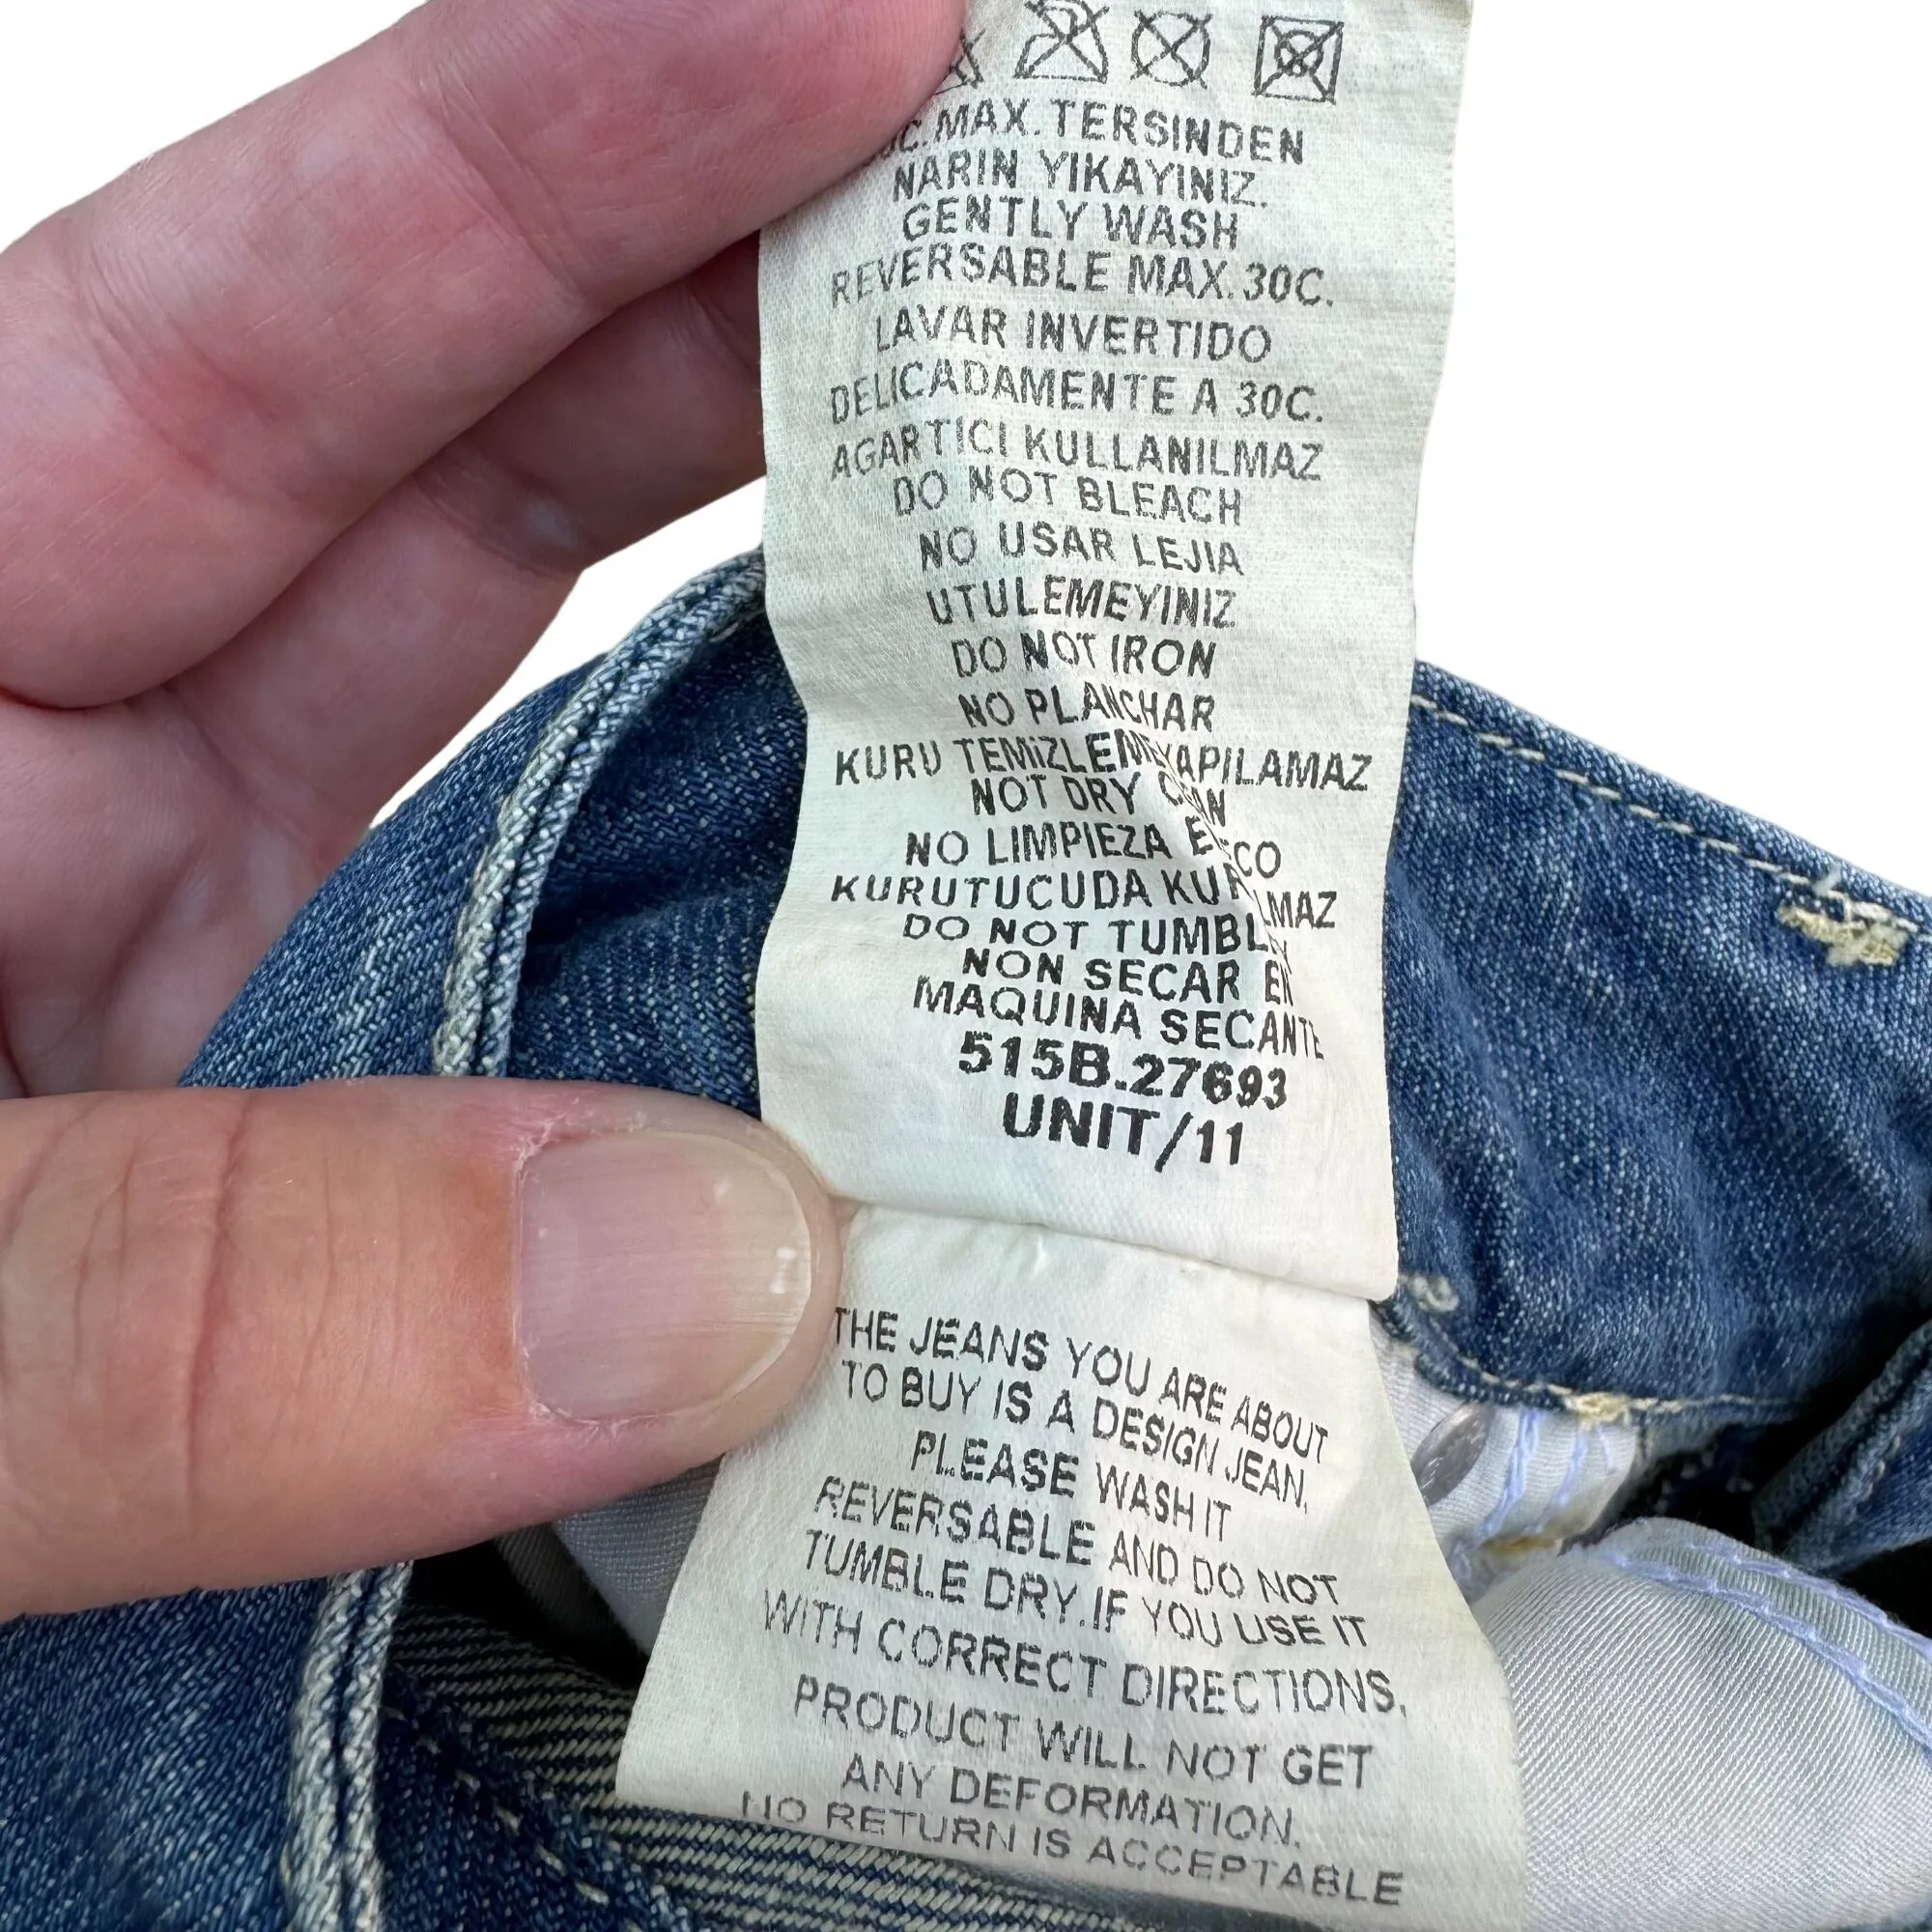 MAX. TERSINDEN
NARIN YIKAYINIZ.
GENTLY WASH
REVERSABLE MAX.30C.
LAVAR INVERTIDO
DELICADAMENTE A 30C.
AGARTICI KULLANILMAZ
DO NOT BLEACH
NO USAR LEJIA
UTULEMEYINIZ
DO NOT IRON
NO PLANCHAR
KURU TEMIZLEME YAPILAMAZ
NOT DRY
NO LIMPIEZA
KURUTUCUDA
DO NOT TUMBLE
NON SECAR EN
MAQUINA SECANTE
515B.27693
UNIT/11
THE JEANS YOU ARE ABOUT
TO BUY IS A DESIGN JEAN,
PLEASE WASH IT
REVERSABLE AND DO NOT
TUMBLE DRY.IF YOU USE IT
WITH CORRECT DIRECTIONS,
PRODUCT WILL NOT GET
ANY DEFORMATION.
NO RETURN IS ACCEPTABLE